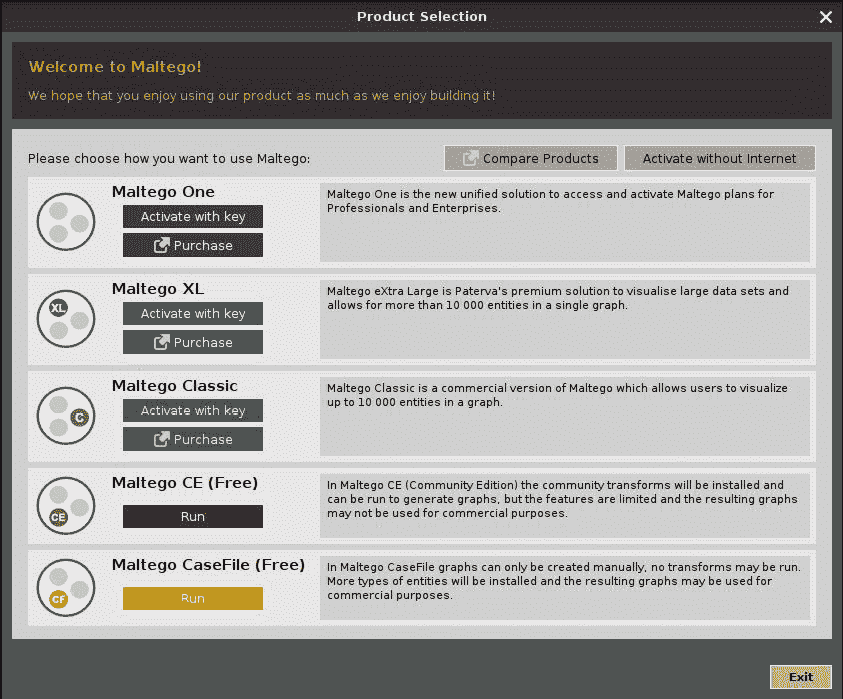 Product Selection
Welcome to Maltego!
We hope that you enjoy using our product as much as we enjoy building it!
Please choose how you want to use Maltego:
Compare Products
Activate without Internet
Maltego One
Activate with key
Purchase
Maltego One is the new unified solution to access and activate Maltego plans for
Professionals and Enterprises.
XL
Maltego XL
Activate with key
Purchase
Maltego eXtra Large is Paterva's premium solution to visualise large data sets and
allows for more than 10 000 entities in a single graph.
C
Maltego Classic
Activate with key
Purchase
Maltego Classic is a commercial version of Maltego which allows users to visualize
up to 10 000 entities in a graph.
CE
Maltego CE (Free)
Run
In Maltego CE (Community Edition) the community transforms will be installed and
can be run to generate graphs, but the features are limited and the resulting graphs
may not be used for commercial purposes.
CF
Maltego CaseFile (Free)
Run
In Maltego CaseFile graphs can only be created manually, no transforms may be run.
More types of entities will be installed and the resulting graphs may be used for
commercial purposes.
Exit